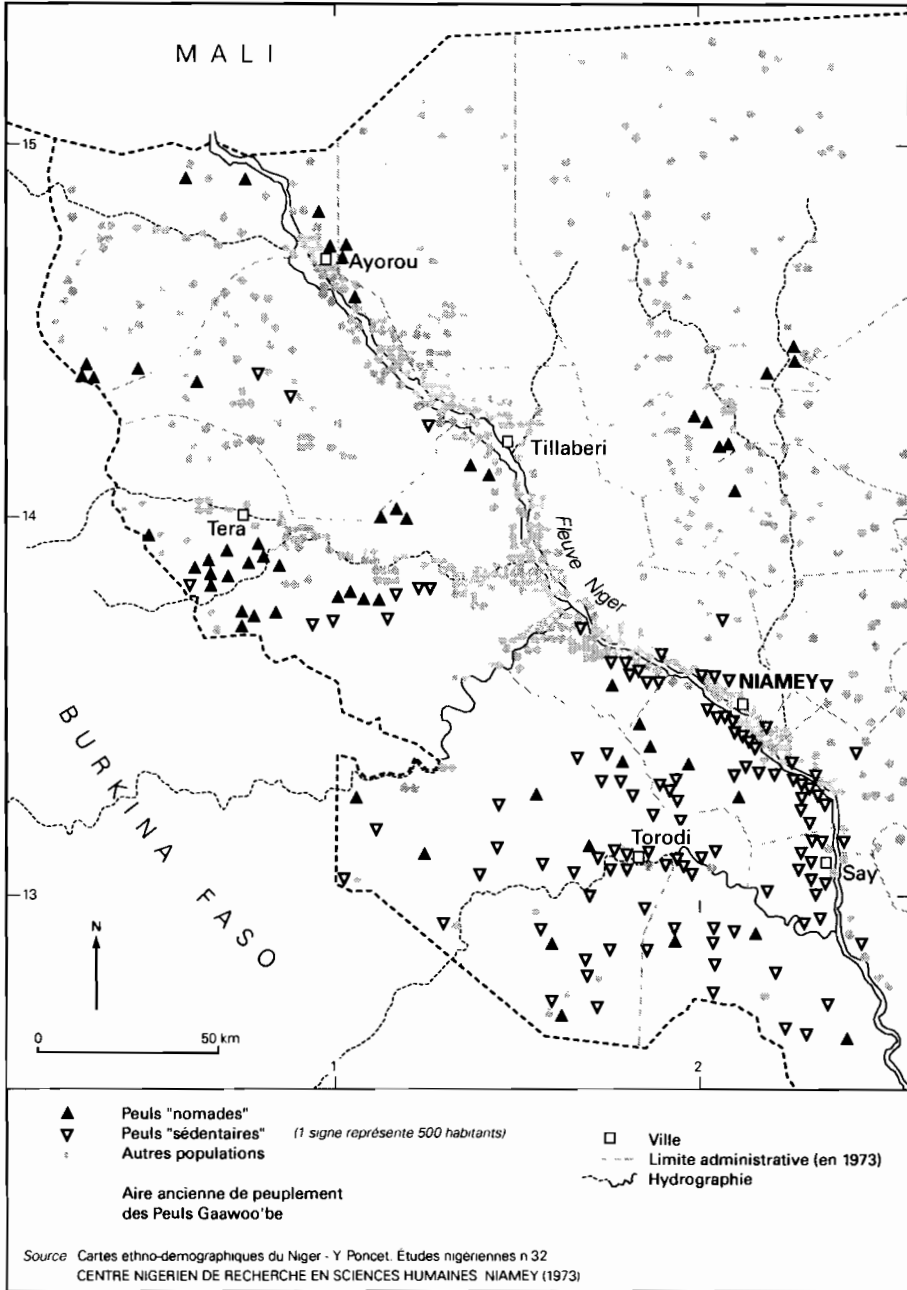 MALI
15
Ayorou
Tillaberi
14
Tera
Fleuve Niger
NIAMEY
BURKINA FASO
Torodi
Say
13
N
0 50 km
1
2
Peuls "nomades"
Peuls "sédentaires" (1 signe représente 500 habitants)
Autres populations
Aire ancienne de peuplement
des Peuls Gaawoo'be
Ville
Limite administrative (en 1973)
Hydrographie
Source Cartes ethno-demographiques du Niger - Y Poncet. Études nigériennes n 32
CENTRE NIGERIEN DE RECHERCHE EN SCIENCES HUMAINES NIAMEY (1973)